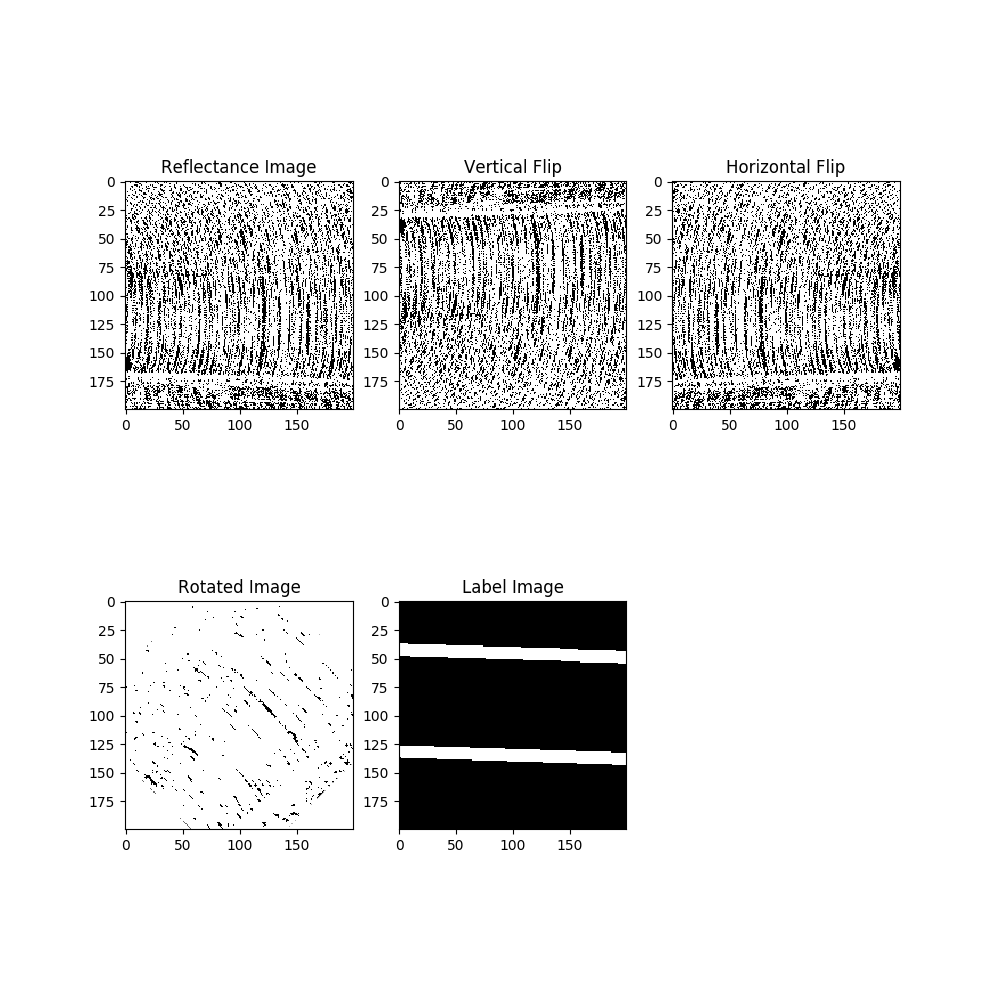 Reflectance Image Vertical Flip Horizontal Flip
0 0 0
25 25 25
50 50 50
75 75 75
100 100 100
125 125 125
150 150 150
175 175 175
0 50 100 150 0 50 100 150 0 50 100 150
Rotated Image Label Image
0 0
25 25
50 50
75 75
100 100
125 125
150 150
175 175
0 50 100 150 0 50 100 150